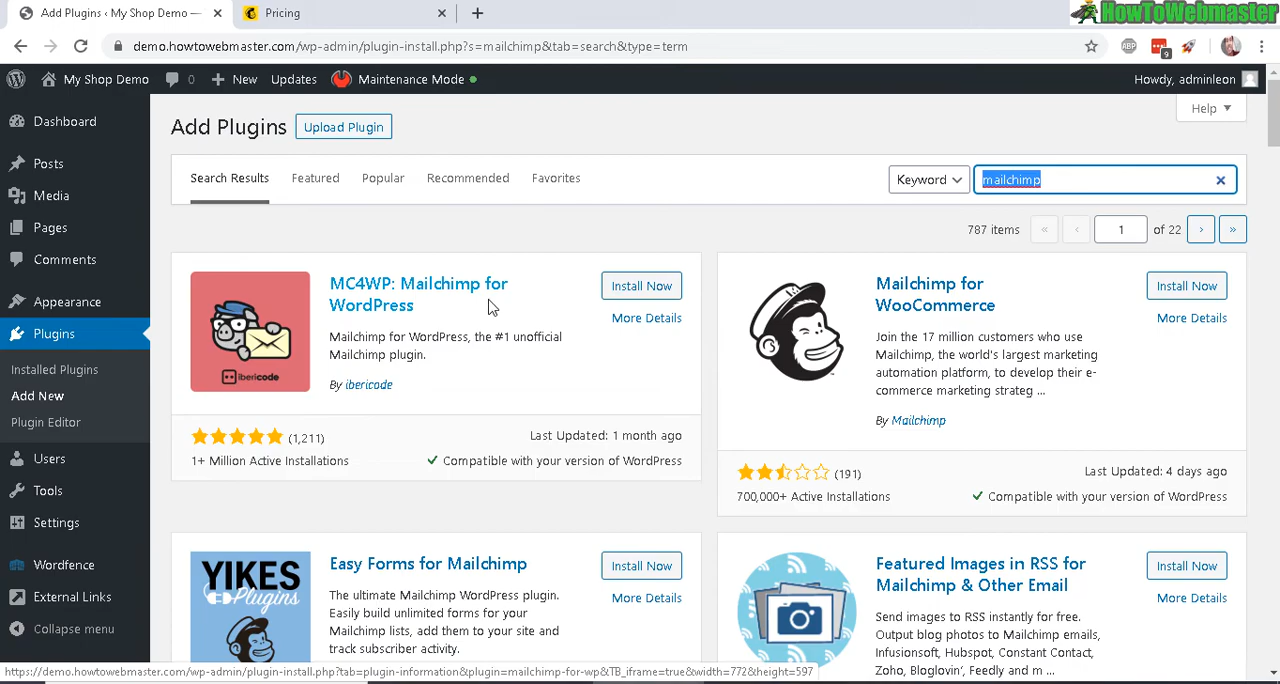 Add Plugins ‹ My Shop Demo —
Pricing
HowToWebmaster
demo.howtowebmaster.com/wp-admin/plugin-install.php?s=mailchimp&tab=search&type=term
ABP
9
My Shop Demo
0
New
Updates
Maintenance Mode
Howdy, adminleon
Dashboard
Posts
Media
Pages
Comments
Appearance
Plugins
Installed Plugins
Add New
Plugin Editor
Users
Tools
Settings
Wordfence
External Links
Collapse menu
Help
Add Plugins
Upload Plugin
Search Results
Featured
Popular
Recommended
Favorites
Keyword
mailchimp
787 items
«
‹
1
of 22
›
»
ibericode
MC4WP: Mailchimp for
WordPress
Install Now
More Details
Mailchimp for WordPress, the #1 unofficial
Mailchimp plugin.
By ibericode
(1,211)
Last Updated: 1 month ago
1+ Million Active Installations
Compatible with your version of WordPress
Mailchimp for
WooCommerce
Install Now
More Details
Join the 17 million customers who use
Mailchimp, the world's largest marketing
automation platform, to develop their e-
commerce marketing strateg ...
By Mailchimp
(191)
Last Updated: 4 days ago
700,000+ Active Installations
Compatible with your version of WordPress
YIKES
Plugins
Easy Forms for Mailchimp
Install Now
More Details
The ultimate Mailchimp WordPress plugin.
Easily build unlimited forms for your
Mailchimp lists, add them to your site and
track subscriber activity.
Featured Images in RSS for
Mailchimp & Other Email
Install Now
More Details
Send images to RSS instantly for free.
Output blog photos to Mailchimp emails,
Infusionsoft, Hubspot, Constant Contact,
Zoho, Bloglovin', Feedly and m ...
https://demo.howtowebmaster.com/wp-admin/plugin-install.php?tab=plugin-information&plugin=mailchimp-for-wp&TB_iframe=true&width=772&height=597